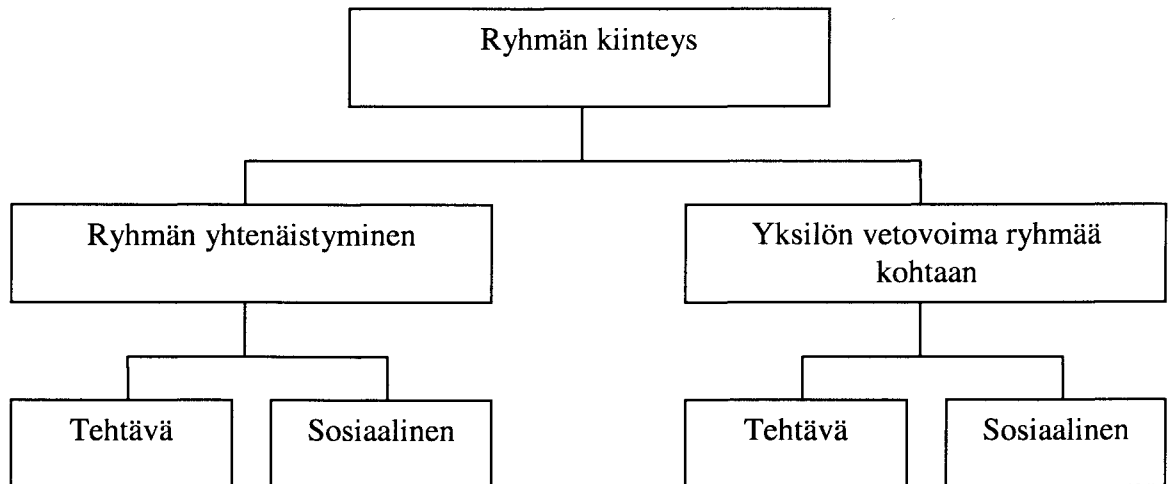 Ryhmän kiinteys
Ryhmän yhtenäistyminen
Yksilön vetovoima ryhmää
kohtaan
Tehtävä
Sosiaalinen
Tehtävä
Sosiaalinen